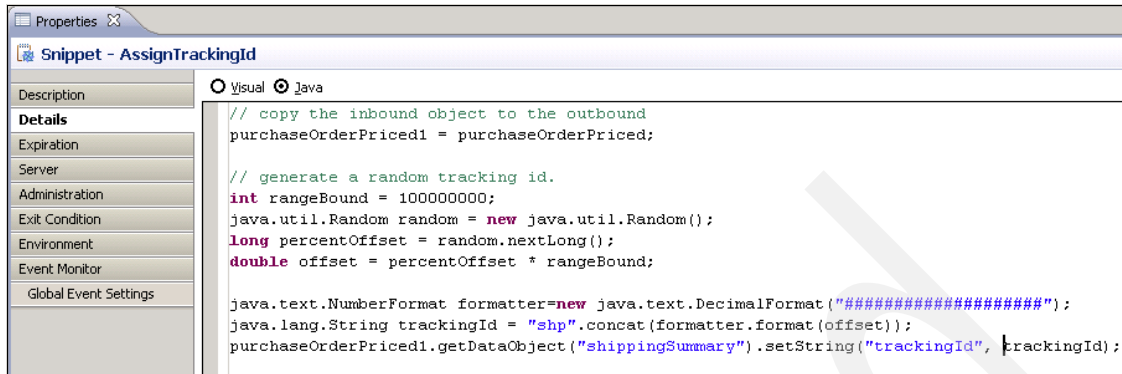 Properties
Snippet - AssignTrackingId
Description
Details
Expiration
Server
Administration
Exit Condition
Environment
Event Monitor
Global Event Settings
Visual Java
// copy the inbound object to the outbound
purchaseOrderPriced1 = purchaseOrderPriced;
// generate a random tracking id.
int rangeBound = 100000000;
java.util.Random random = new java.util.Random();
long percentOffset = random.nextLong();
double offset = percentOffset * rangeBound;
java.text.NumberFormat formatter=new java.text.DecimalFormat("####################");
java.lang.String trackingId = "shp".concat(formatter.format(offset));
purchaseOrderPriced1.getDataObject("shippingSummary").setString("trackingId", trackingId);